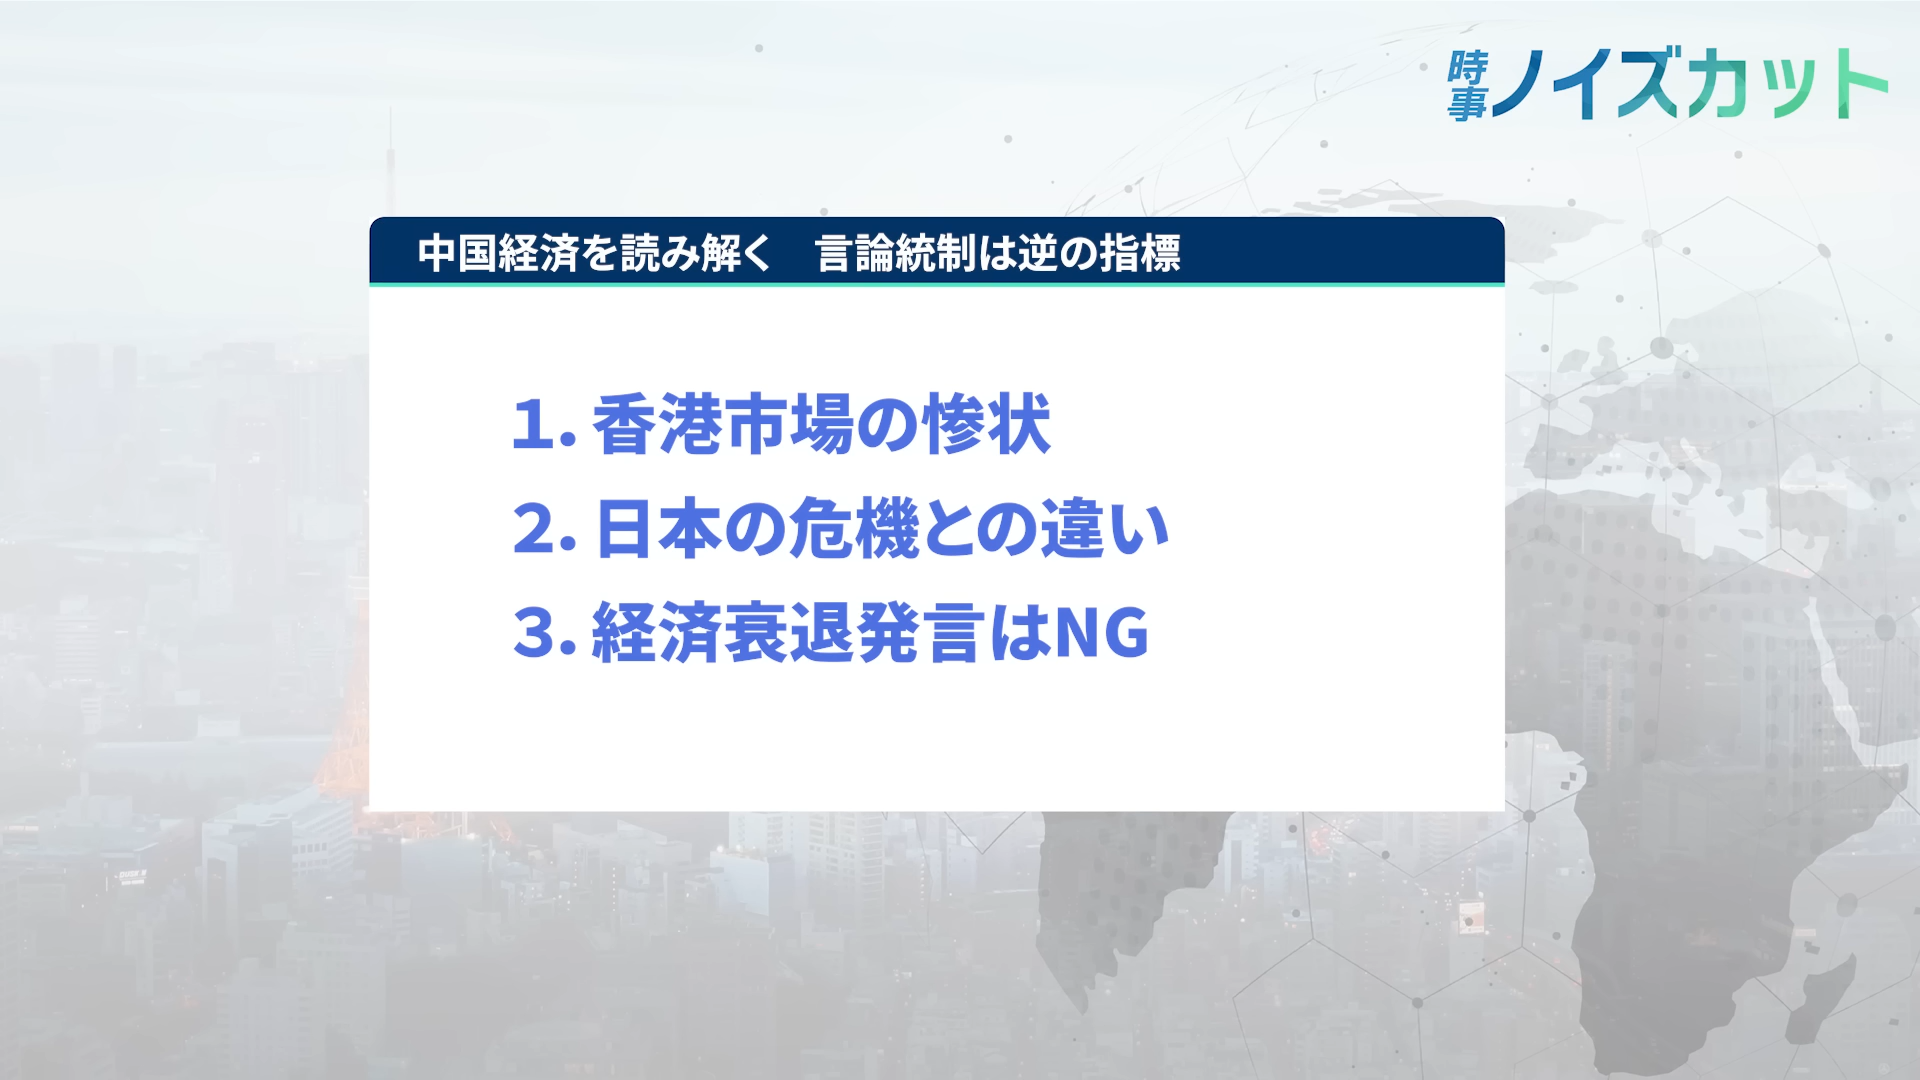 時事ノイズカット
中国経済を読み解く　言論統制は逆の指標
１．香港市場の惨状
２．日本の危機との違い
３．経済衰退発言はNG